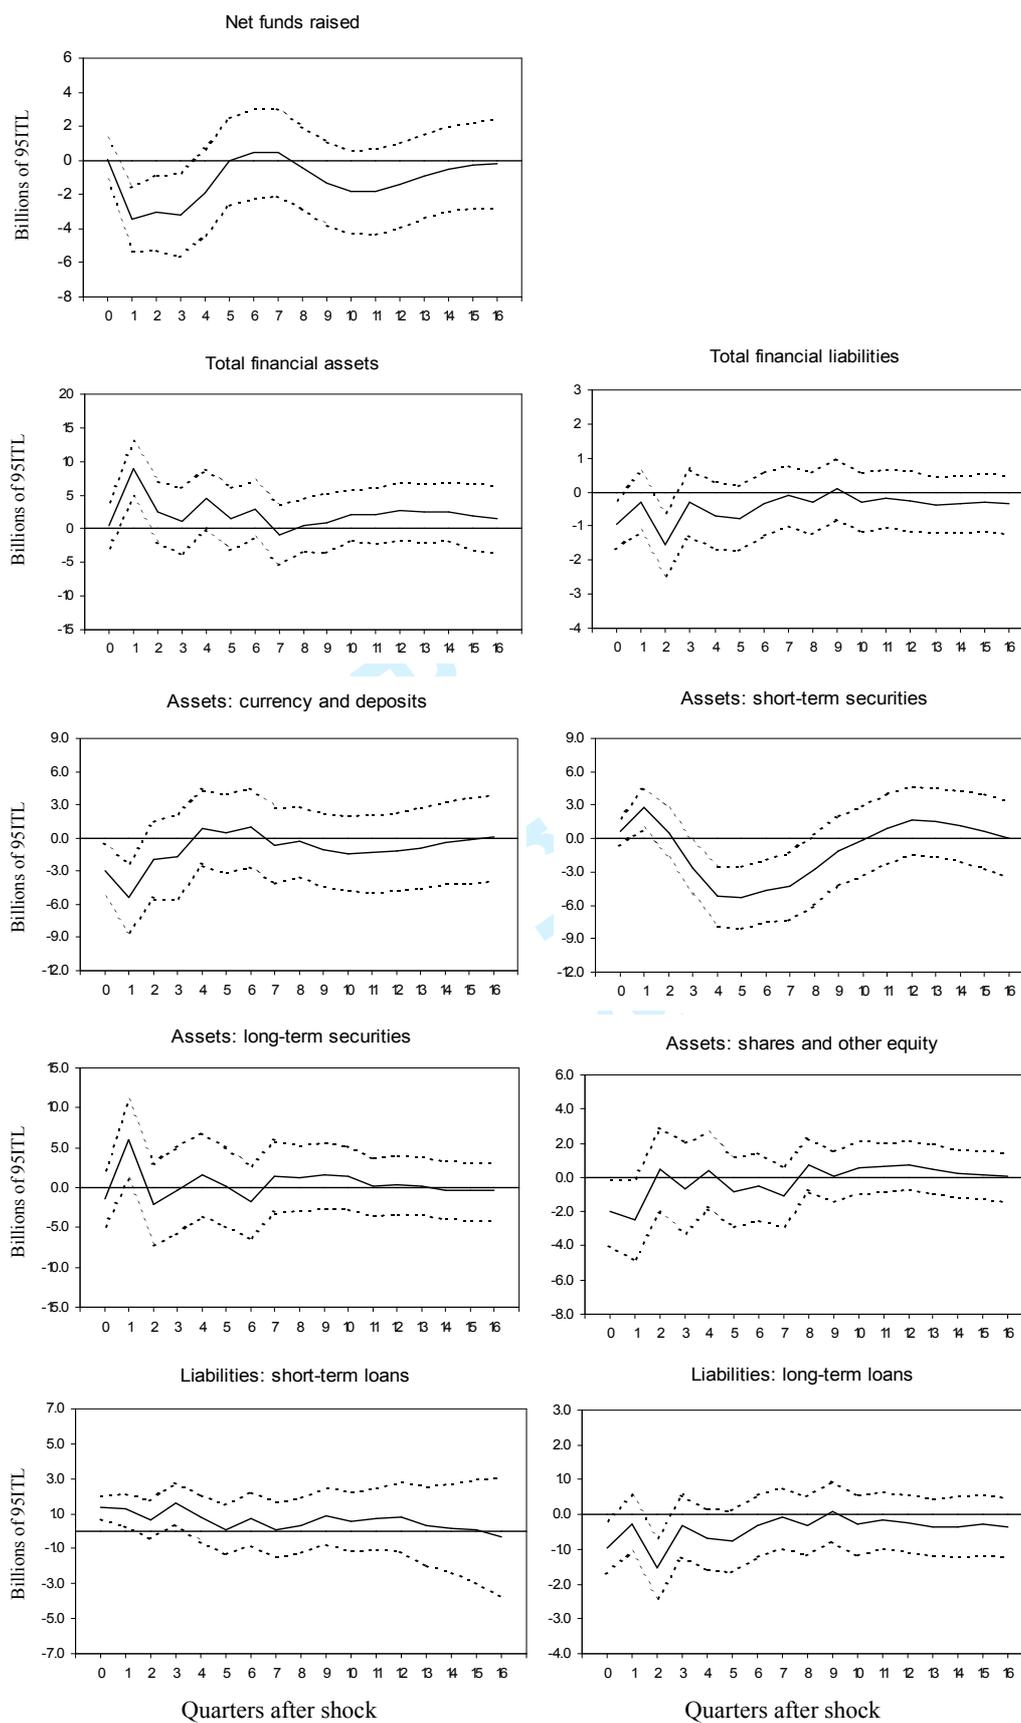 Net funds raised
Billions of 95ITL
6
4
2
0
-2
-4
-6
-8
0 1 2 3 4 5 6 7 8 9 10 11 12 13 14 15 16
Total financial assets
Billions of 95ITL
20
15
10
5
0
-5
-10
-15
0 1 2 3 4 5 6 7 8 9 10 11 12 13 14 15 16
Total financial liabilities
3
2
1
0
-1
-2
-3
-4
0 1 2 3 4 5 6 7 8 9 10 11 12 13 14 15 16
Assets: currency and deposits
Billions of 95ITL
9.0
6.0
3.0
0.0
-3.0
-6.0
-9.0
-12.0
0 1 2 3 4 5 6 7 8 9 10 11 12 13 14 15 16
Assets: short-term securities
9.0
6.0
3.0
0.0
-3.0
-6.0
-9.0
-12.0
0 1 2 3 4 5 6 7 8 9 10 11 12 13 14 15 16
Assets: long-term securities
Billions of 95ITL
15.0
10.0
5.0
0.0
-5.0
-10.0
-15.0
0 1 2 3 4 5 6 7 8 9 10 11 12 13 14 15 16
Assets: shares and other equity
6.0
4.0
2.0
0.0
-2.0
-4.0
-6.0
-8.0
0 1 2 3 4 5 6 7 8 9 10 11 12 13 14 15 16
Liabilities: short-term loans
Billions of 95ITL
7.0
5.0
3.0
1.0
-1.0
-3.0
-5.0
-7.0
0 1 2 3 4 5 6 7 8 9 10 11 12 13 14 15 16
Quarters after shock
Liabilities: long-term loans
3.0
2.0
1.0
0.0
-1.0
-2.0
-3.0
-4.0
0 1 2 3 4 5 6 7 8 9 10 11 12 13 14 15 16
Quarters after shock